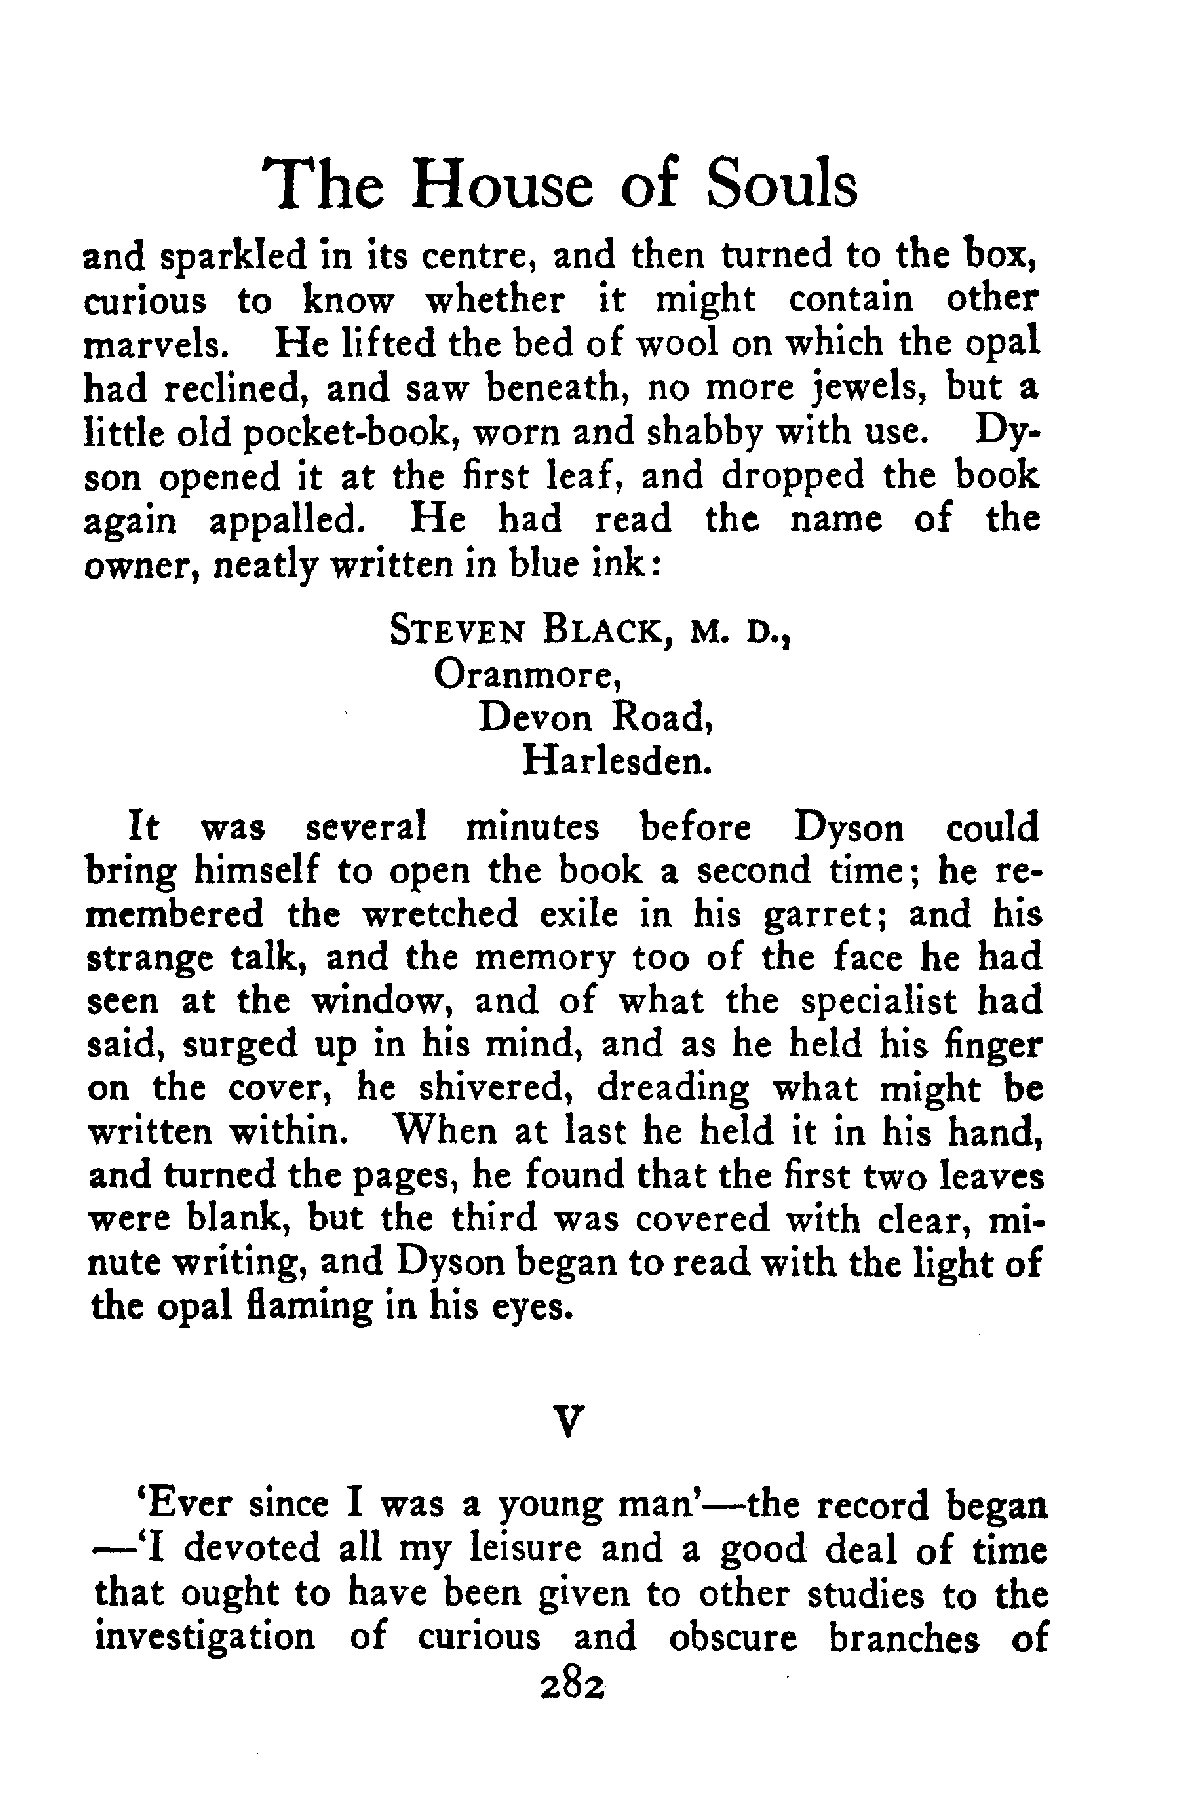 The House of Souls
and sparkled in its centre, and then turned to the box,
curious to know whether it might contain other
marvels. He lifted the bed of wool on which the opal
had reclined, and saw beneath, no more jewels, but a
little old pocket-book, worn and shabby with use. Dy-
son opened it at the first leaf, and dropped the book
again appalled. He had read the name of the
owner, neatly written in blue ink:
STEVEN BLACK, M. D.,
Oranmore,
Devon Road,
Harlesden.
It was several minutes before Dyson could
bring himself to open the book a second time; he re-
membered the wretched exile in his garret; and his
strange talk, and the memory too of the face he had
seen at the window, and of what the specialist had
said, surged up in his mind, and as he held his finger
on the cover, he shivered, dreading what might be
written within. When at last he held it in his hand,
and turned the pages, he found that the first two leaves
were blank, but the third was covered with clear, mi-
nute writing, and Dyson began to read with the light of
the opal flaming in his eyes.
V
‘Ever since I was a young man’—the record began
—‘I devoted all my leisure and a good deal of time
that ought to have been given to other studies to the
investigation of curious and obscure branches of
282